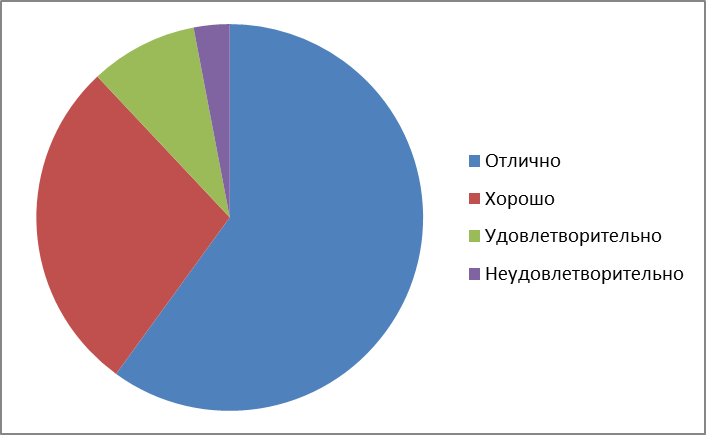 Отлично
Хорошо
Удовлетворительно
Неудовлетворительно